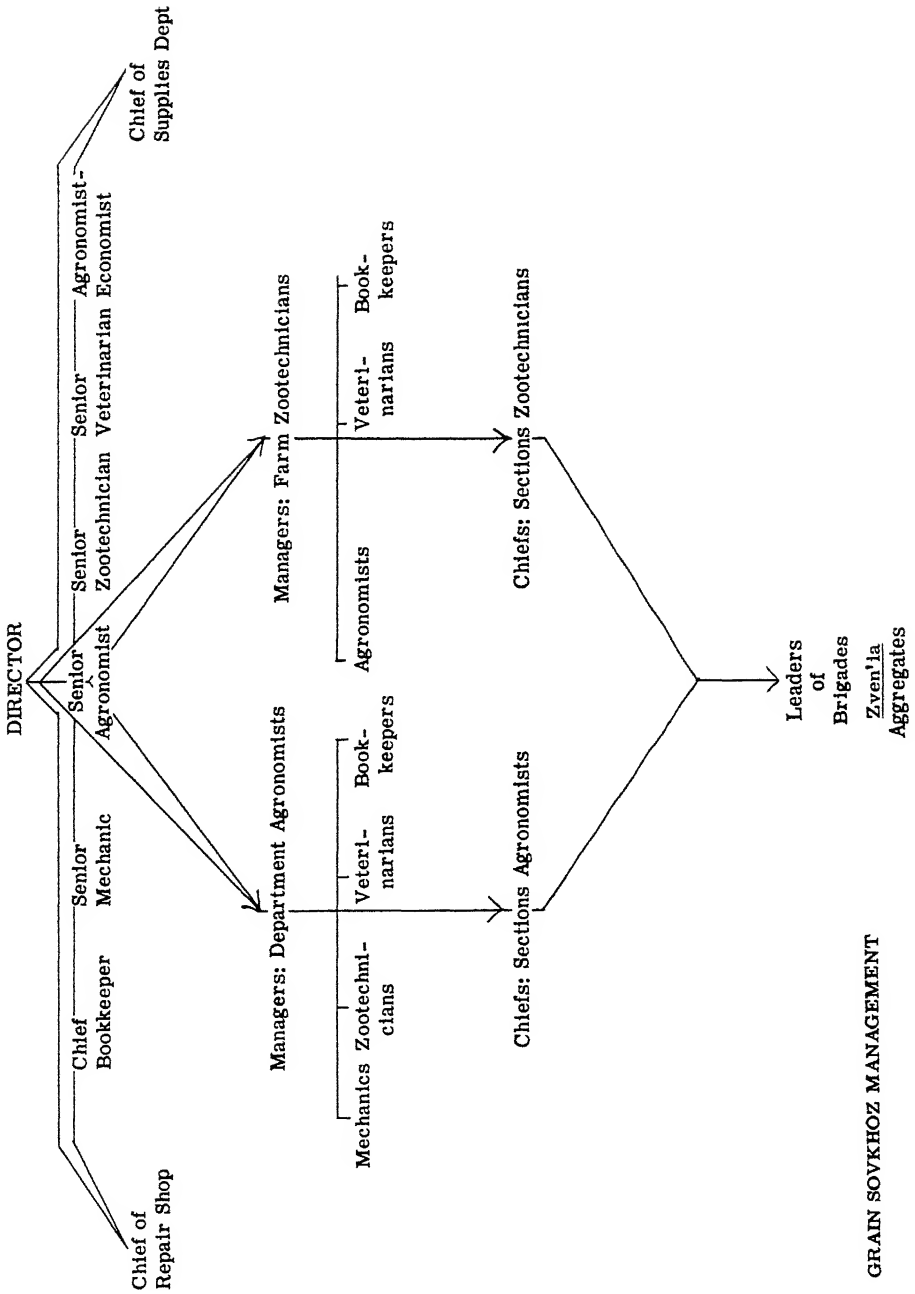 DIRECTOR
Chief of
Repair Shop
Chief
Bookkeeper
Senior
Mechanic
Senior
Agronomist
Senior
Zootechnician
Senior
Veterinarian
Agronomist-
Economist
Chief of
Supplies Dept
Managers: Department Agronomists
Managers: Farm Zootechnicians
Mechanics
Zootechni-
cians
Veteri-
narians
Book-
keepers
Agronomists
Veteri-
narians
Book-
keepers
Chiefs: Sections Agronomists
Chiefs: Sections Zootechnicians
Leaders
of
Brigades
Zven'ia
Aggregates
GRAIN SOVKHOZ MANAGEMENT